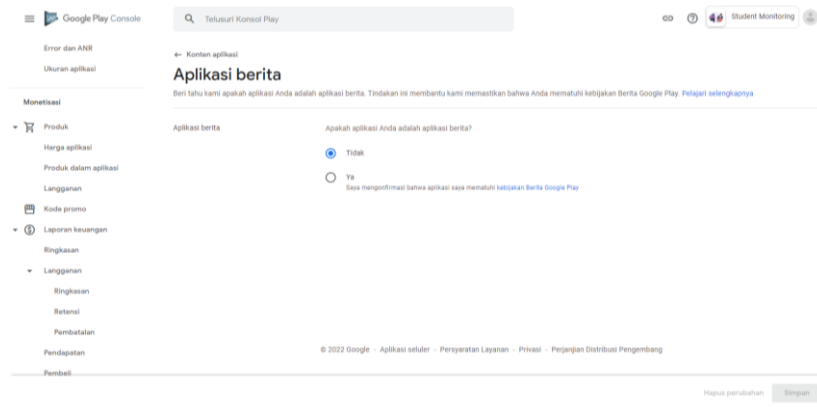 Google Play Console
Telusuri Konsol Play
Student Monitoring
Error dan ANR
Ukuran aplikasi
Monetisasi
Produk
Harga aplikasi
Produk dalam aplikasi
Langganan
Kode promo
Laporan keuangan
Ringkasan
Langganan
Ringkasan
Retensi
Pembatalan
Pendapatan
Pembeli
← Konten aplikasi
Aplikasi berita
Beri tahu kami apakah aplikasi Anda adalah aplikasi berita. Tindakan ini membantu kami memastikan bahwa Anda mematuhi kebijakan Berita Google Play. Pelajari selengkapnya
Aplikasi berita
Apakah aplikasi Anda adalah aplikasi berita?
Tidak
Ya
Saya mengonfirmasi bahwa aplikasi saya mematuhi kebijakan Berita Google Play
© 2022 Google · Aplikasi seluler · Persyaratan Layanan · Privasi · Perjanjian Distribusi Pengembang
Hapus perubahan
Simpan